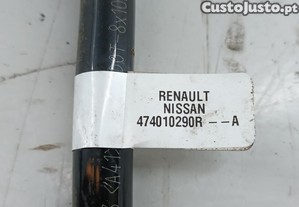 CustoJusto.pt
RENAULT
NISSAN
474010290R --A